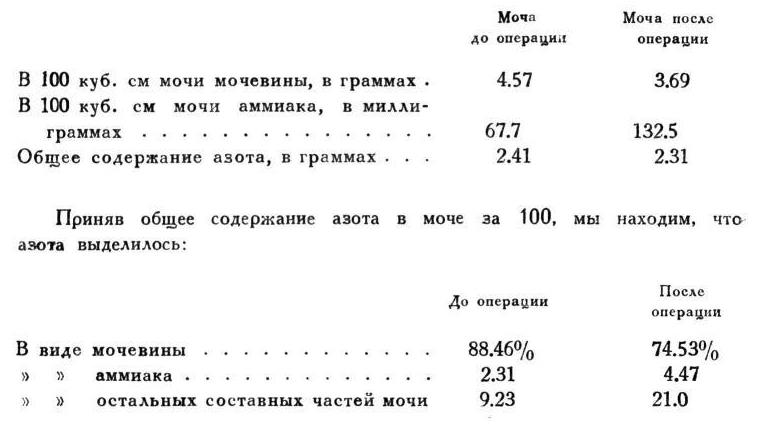 Моча Моча после
до операции операции
В 100 куб. см мочи мочевины, в граммах . 4.57 3.69
В 100 куб. см мочи аммиака, в милли-
граммах . . . . . . . . . . . . . . . 67.7 132.5
Общее содержание азота, в граммах . . . 2.41 2.31
Приняв общее содержание азота в моче за 100, мы находим, что
азота выделилось:
После
До операции операции
В виде мочевины . . . . . . . . . . . . . 88.46% 74.53%
» » аммиака . . . . . . . . . . . . . . 2.31 4.47
» » остальных составных частей мочи 9.23 21.0